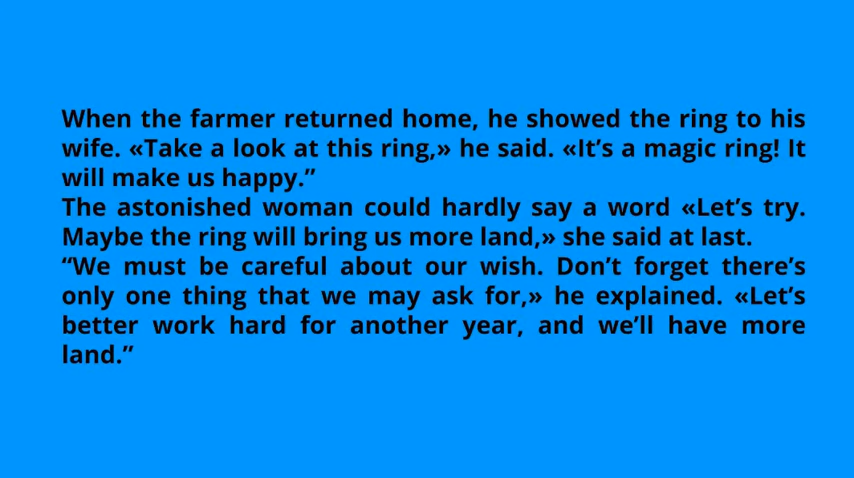 When the farmer returned home, he showed the ring to his
wife. «Take a look at this ring,» he said. «It’s a magic ring! It
will make us happy.”
The astonished woman could hardly say a word «Let’s try.
Maybe the ring will bring us more land,» she said at last.
“We must be careful about our wish. Don’t forget there’s
only one thing that we may ask for,» he explained. «Let’s
better work hard for another year, and we’ll have more
land.”